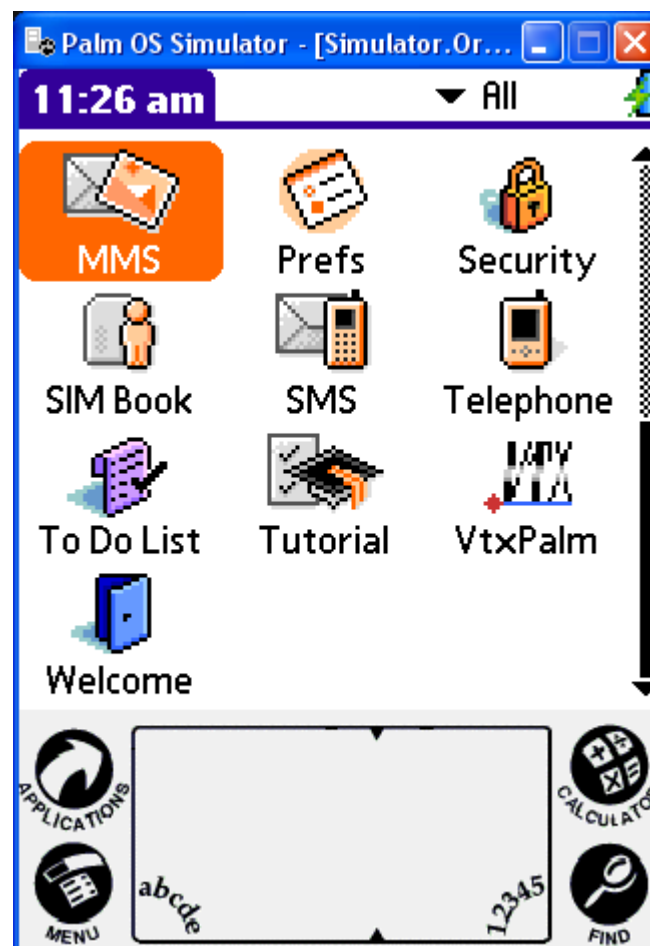 Palm OS Simulator - [Simulator.Or...
11:26 am
All
MMS
Prefs
Security
SIM Book
SMS
Telephone
To Do List
Tutorial
VtxPalm
Welcome
APPLICATIONS
CALCULATOR
abcde
12345
MENU
FIND